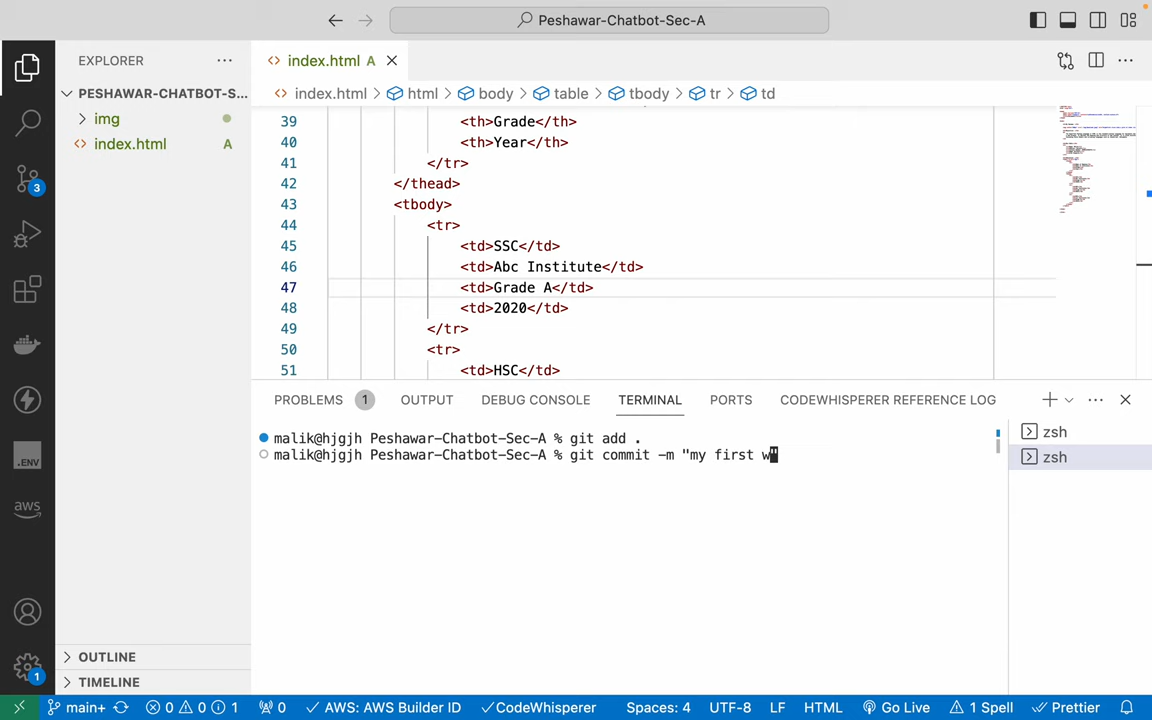 Peshawar-Chatbot-Sec-A
EXPLORER
PESHAWAR-CHATBOT-S...
img
index.html A
index.html A
index.html > html > body > table > tbody > tr > td
39 <th>Grade</th>
40 <th>Year</th>
41 </tr>
42 </thead>
43 <tbody>
44 <tr>
45 <td>SSC</td>
46 <td>Abc Institute</td>
47 <td>Grade A</td>
48 <td>2020</td>
49 </tr>
50 <tr>
51 <td>HSC</td>
PROBLEMS 1 OUTPUT DEBUG CONSOLE TERMINAL PORTS CODEWHISPERER REFERENCE LOG
malik@hjgjh Peshawar-Chatbot-Sec-A % git add .
malik@hjgjh Peshawar-Chatbot-Sec-A % git commit -m "my first w"
zsh
zsh
3
.ENV
aws
1
OUTLINE
TIMELINE
main+ 0 0 1 0 AWS: AWS Builder ID CodeWhisperer Spaces: 4 UTF-8 LF HTML Go Live 1 Spell Prettier